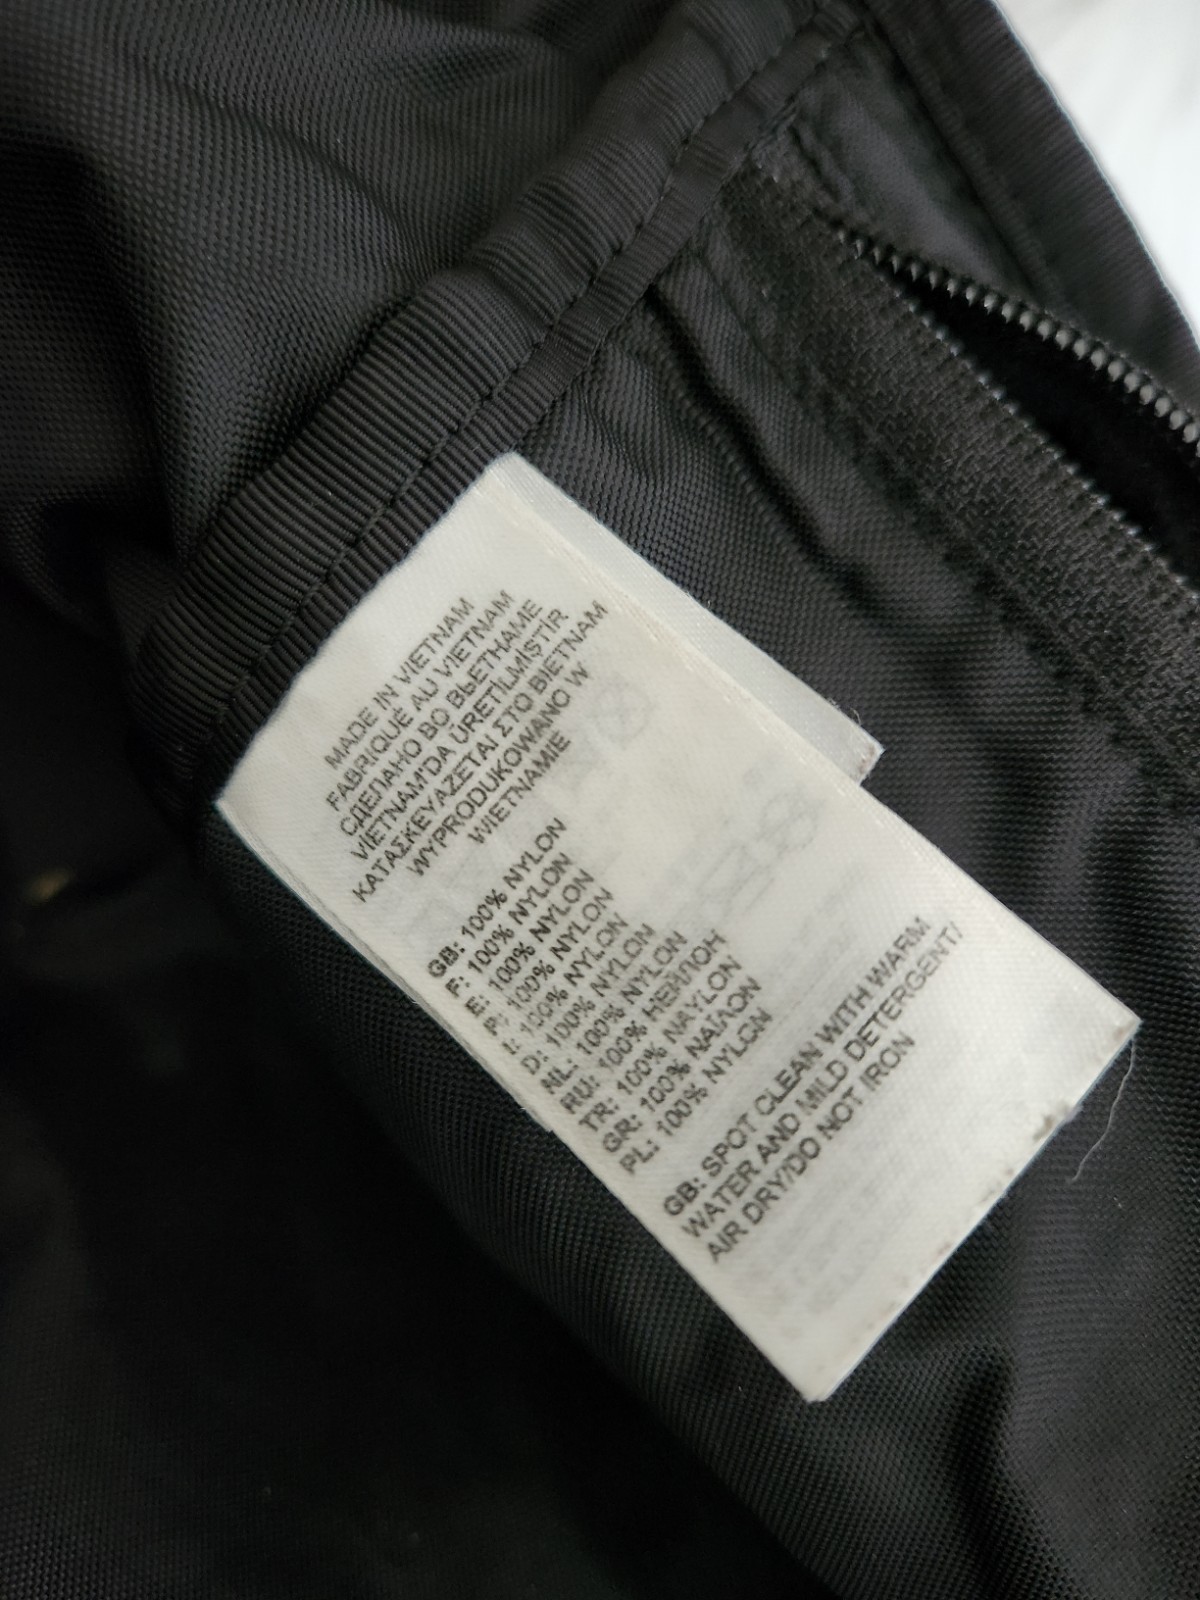 MADE IN VIETNAM
FABRIQUÉ AU VIETNAM
СДЕЛАНО ВО ВЬЕТНАМЕ
VIETNAM'DA ÜRETİLMİŞTİR
ΚΑΤΑΣΚΕΥΑΖΕΤΑΙ ΣΤΟ ΒΙΕΤΝΑΜ
WYPRODUKOWANO W
WIETNAMIE
GB: 100% NYLON
F: 100% NYLON
E: 100% NYLON
P: 100% NYLON
I: 100% NYLON
D: 100% NYLON
NL: 100% NYLON
RU: 100% НЕЙЛОН
TR: 100% NAYLON
GR: 100% ΝΑΪΛΟΝ
PL: 100% NYLON
GB: SPOT CLEAN WITH WARM
WATER AND MILD DETERGENT/
AIR DRY/DO NOT IRON